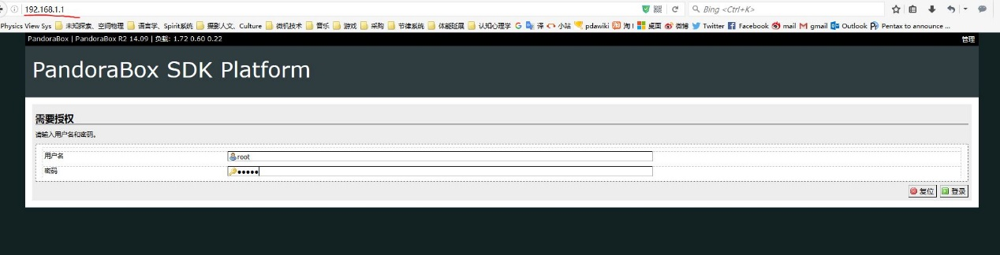 192.168.1.1
Bing <Ctrl+K>
Physics View Sys 未知探索、空间物理 语言学、Spirit系统 摄影人文、Culture 微机技术 音乐 游戏 采购 节律系统 体能延展 认知心理学 G 译 小站 pdawiki 淘! 桌面 微博 Twitter Facebook mail gmail Outlook Pentax to announce ...
PandoraBox | PandoraBox R2 14.09 | 负载: 1.72 0.60 0.22 管理
PandoraBox SDK Platform
需要授权
请输入用户名和密码。
用户名 root
密码 ●●●●●
复位 登录